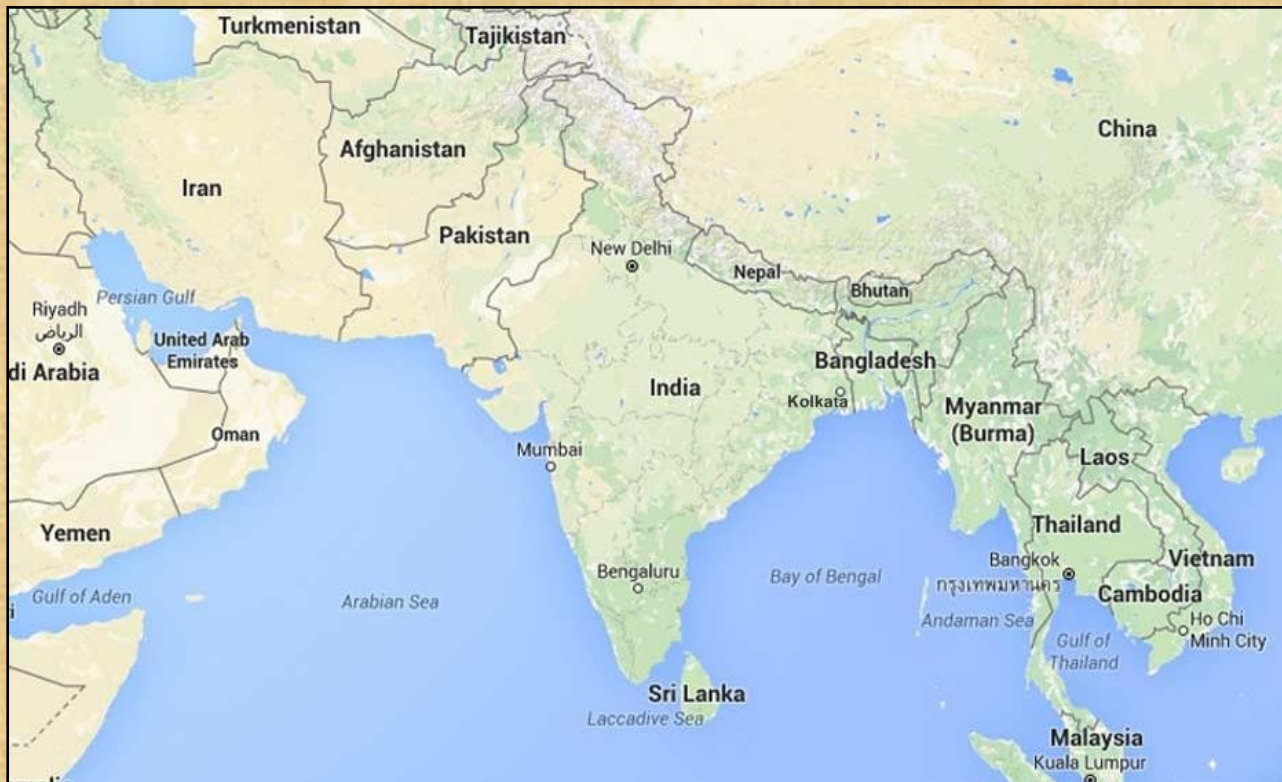 Turkmenistan
Tajikistan
China
Afghanistan
Iran
Pakistan
New Delhi
Nepal
Bhutan
Persian Gulf
Riyadh
الرياض
United Arab
Emirates
di Arabia
Bangladesh
India
Kolkata
Myanmar
(Burma)
Oman
Mumbai
Laos
Yemen
Thailand
Vietnam
Bangkok
กรุงเทพมหานคร
Bengaluru
Bay of Bengal
Cambodia
Gulf of Aden
Arabian Sea
Andaman Sea
Ho Chi
Minh City
Gulf of
Thailand
Sri Lanka
Laccadive Sea
Malaysia
Kuala Lumpur